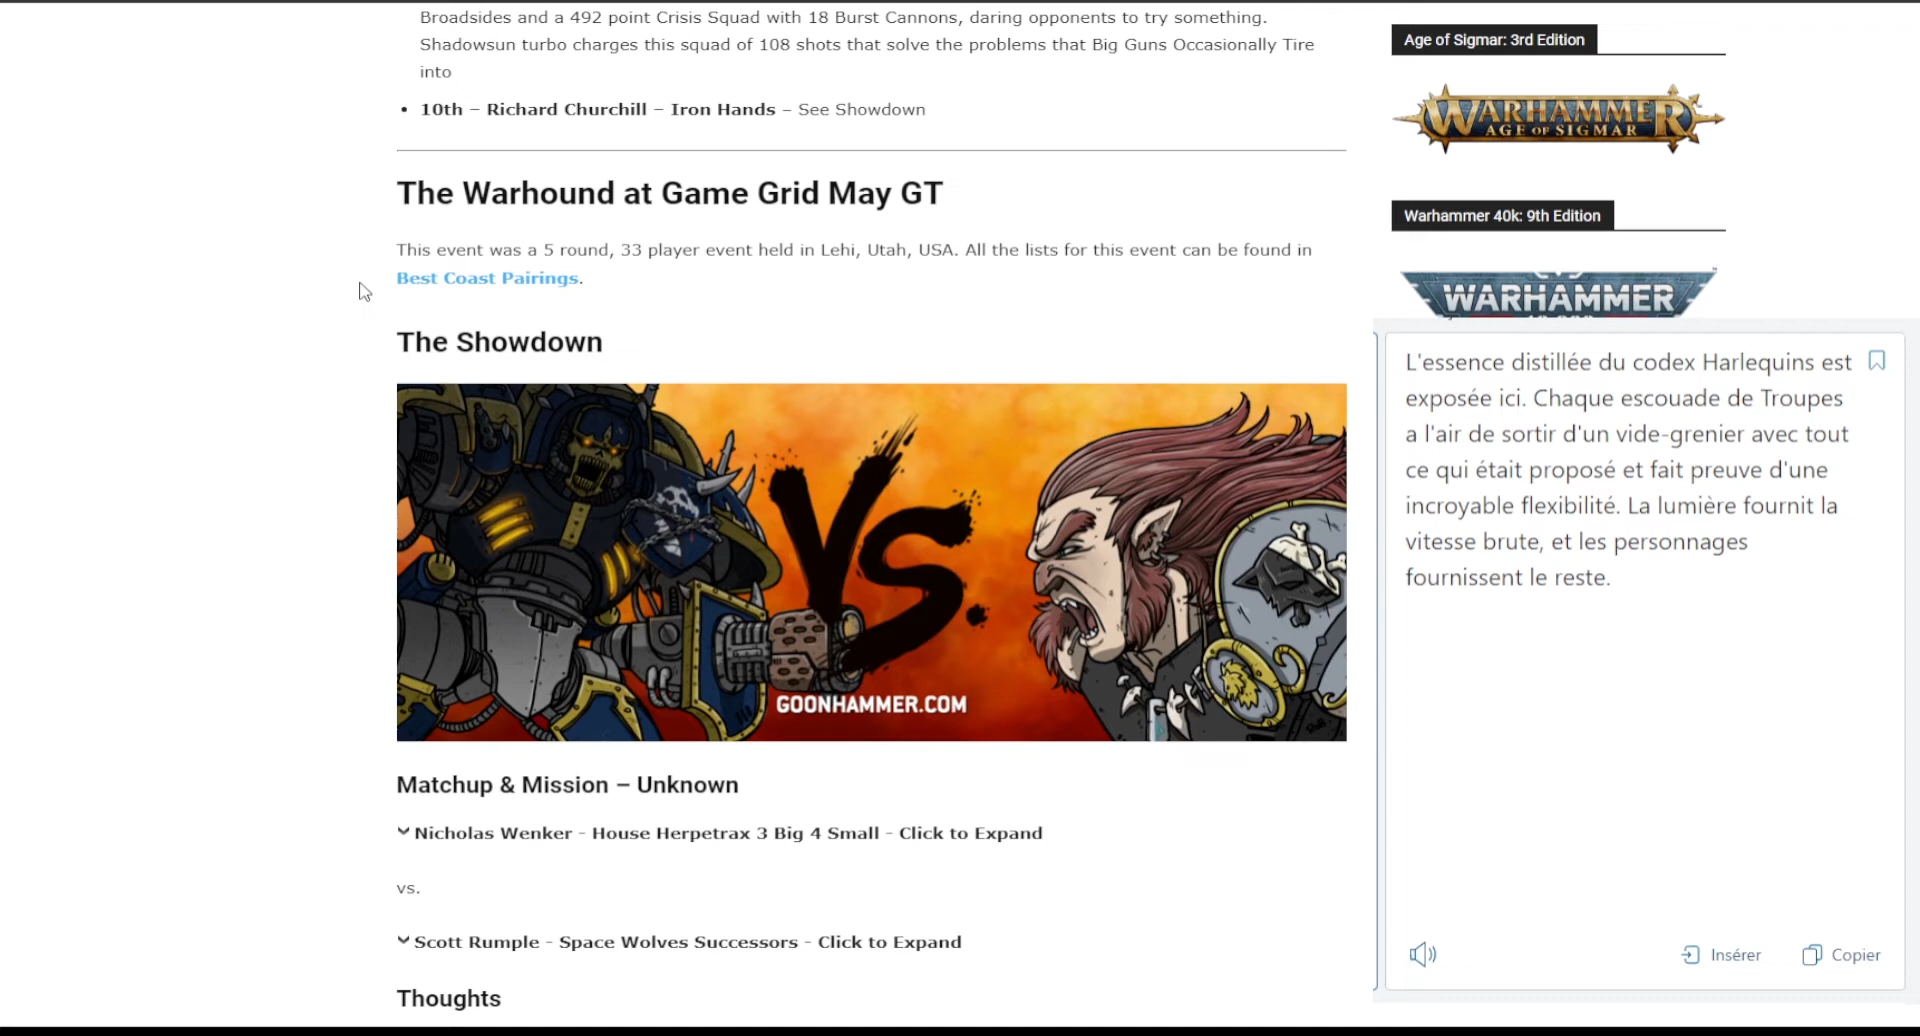 Broadsides and a 492 point Crisis Squad with 18 Burst Cannons, daring opponents to try something.
Shadowsun turbo charges this squad of 108 shots that solve the problems that Big Guns Occasionally Tire
into
• 10th – Richard Churchill – Iron Hands – See Showdown
The Warhound at Game Grid May GT
This event was a 5 round, 33 player event held in Lehi, Utah, USA. All the lists for this event can be found in
Best Coast Pairings.
The Showdown
VS.
GOONHAMMER.COM
Matchup & Mission – Unknown
Nicholas Wenker - House Herpetrax 3 Big 4 Small - Click to Expand
vs.
Scott Rumple - Space Wolves Successors - Click to Expand
Thoughts
Age of Sigmar: 3rd Edition
WARHAMMER
AGE OF SIGMAR
Warhammer 40k: 9th Edition
WARHAMMER
L'essence distillée du codex Harlequins est
exposée ici. Chaque escouade de Troupes
a l'air de sortir d'un vide-grenier avec tout
ce qui était proposé et fait preuve d'une
incroyable flexibilité. La lumière fournit la
vitesse brute, et les personnages
fournissent le reste.
Insérer
Copier